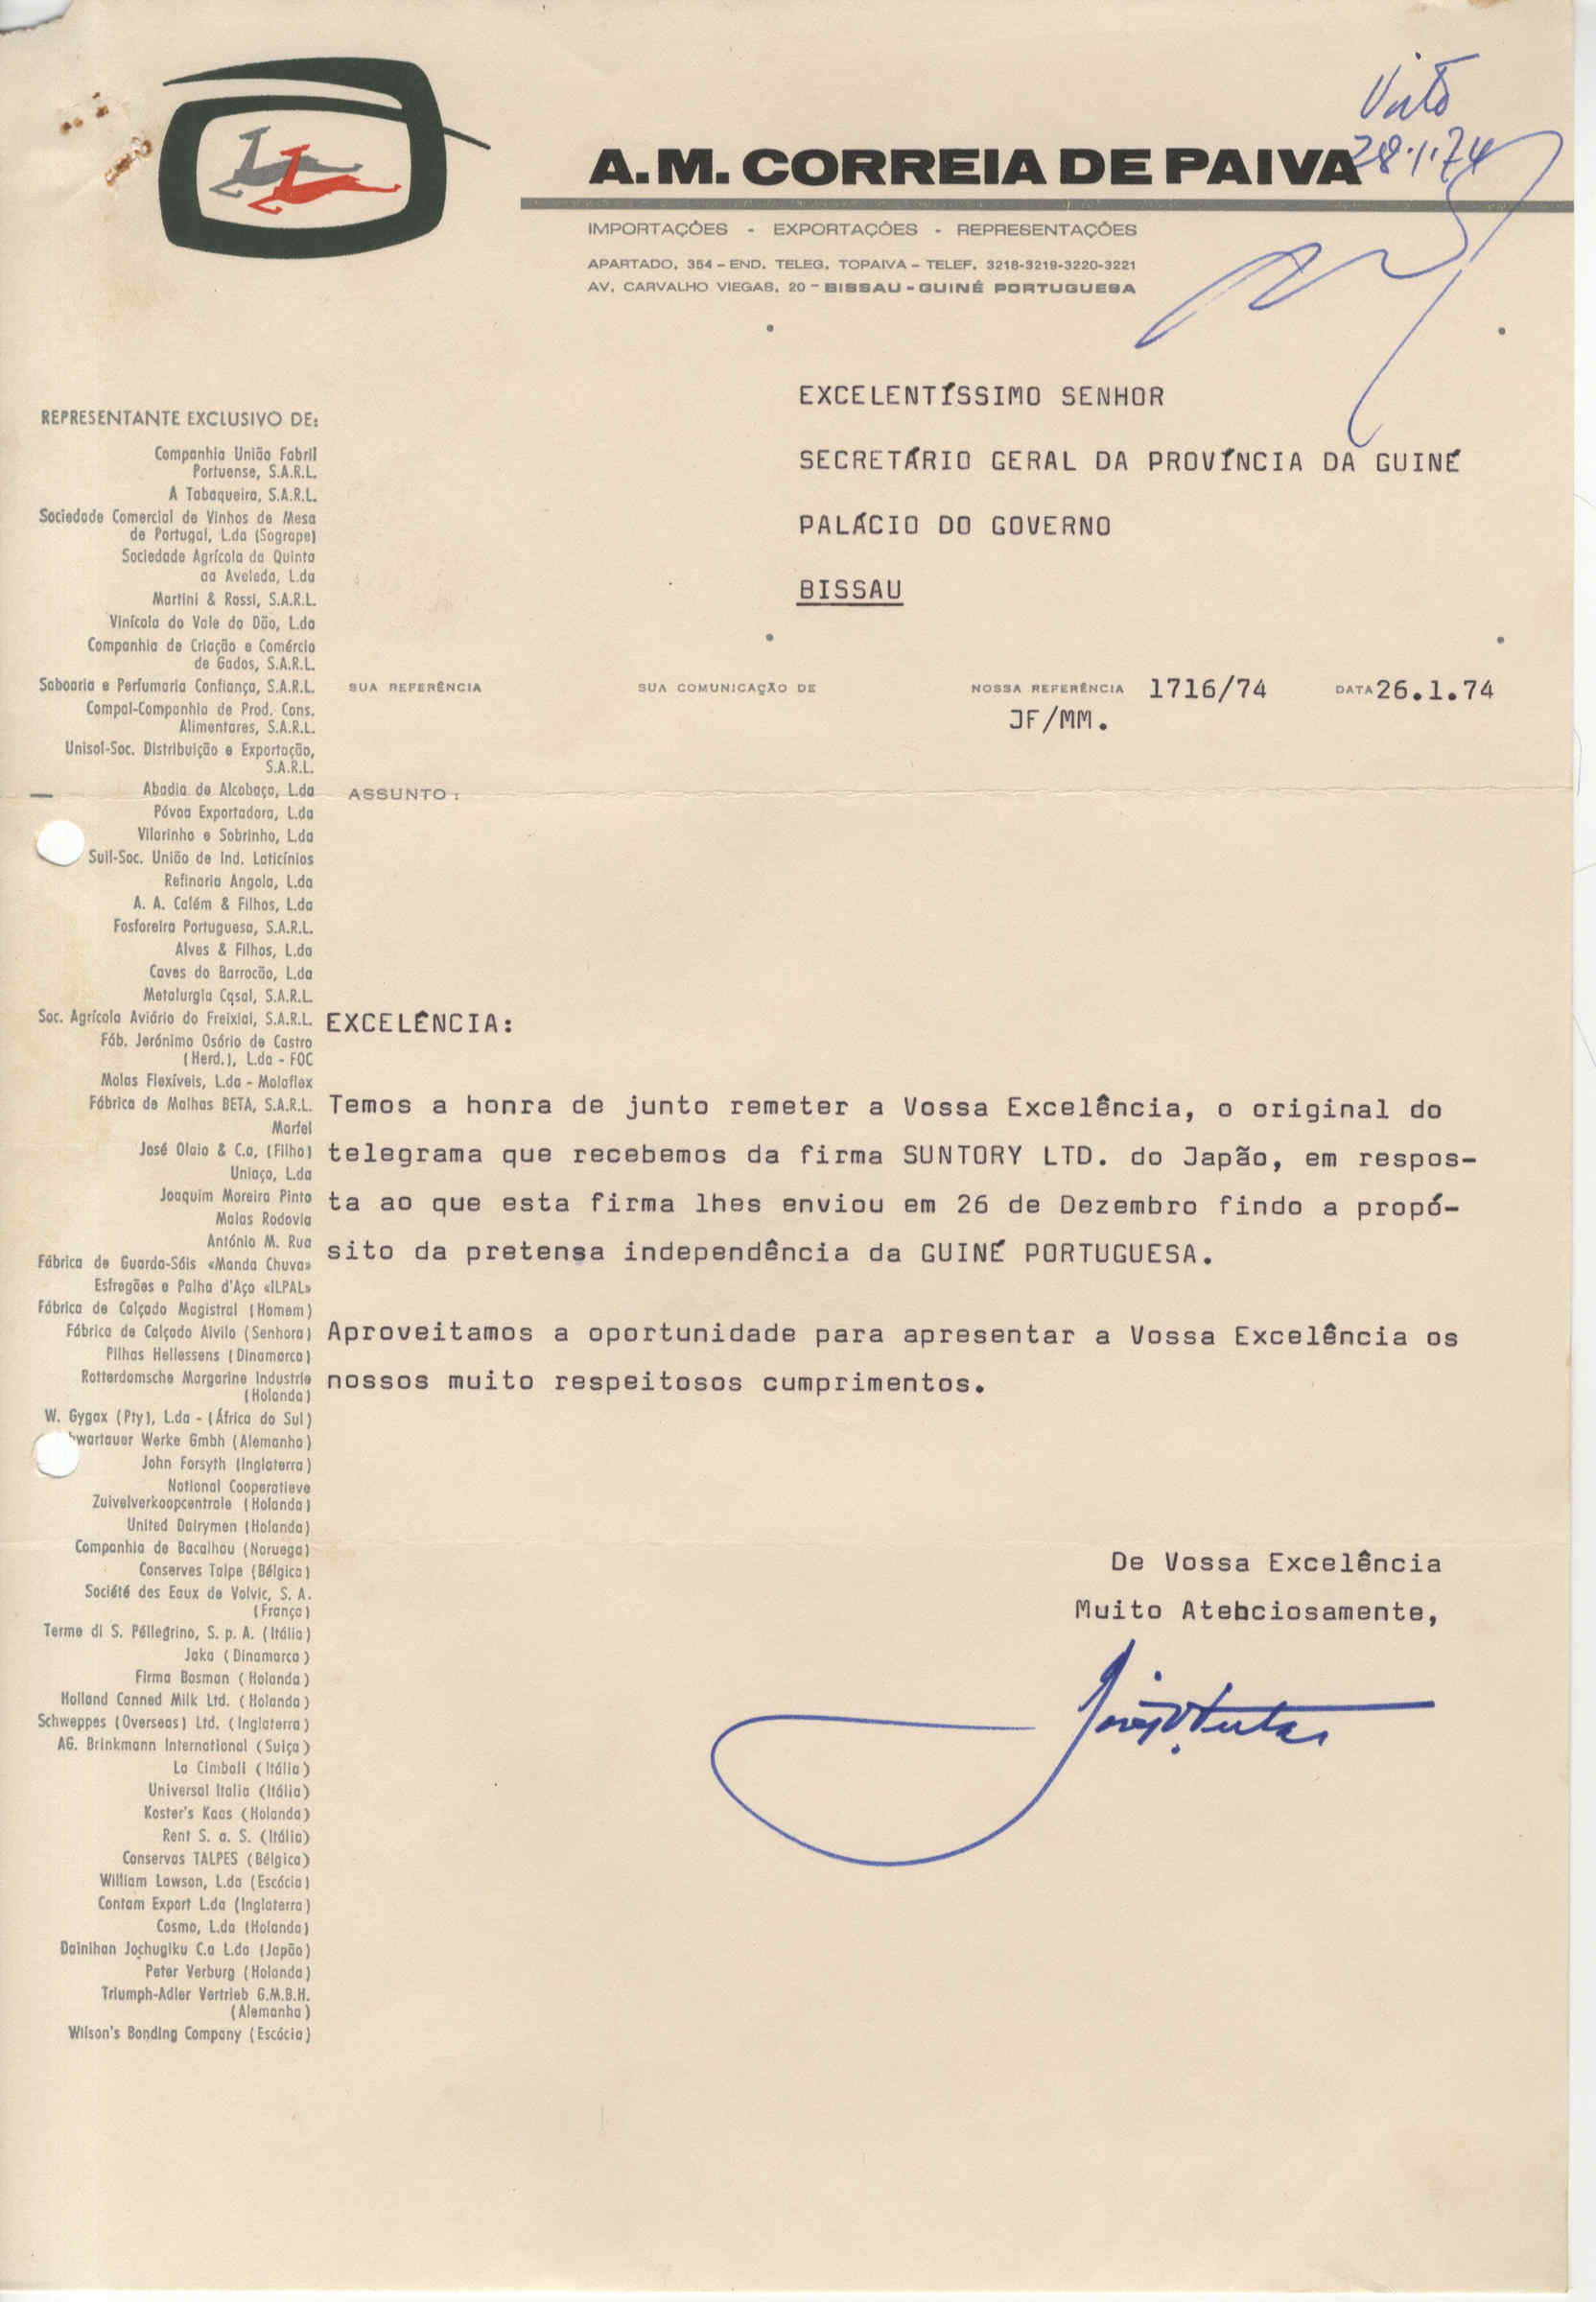 Visto
28.1.74
A.M. CORREIA DE PAIVA
IMPORTAÇÕES - EXPORTAÇÕES - REPRESENTAÇÕES
APARTADO, 354 – END. TELEG. TOPAIVA – TELEF. 3218-3219-3220-3221
AV. CARVALHO VIEGAS, 20 – BISSAU - GUINÉ PORTUGUESA
EXCELENTÍSSIMO SENHOR
SECRETÁRIO GERAL DA PROVÍNCIA DA GUINÉ
PALÁCIO DO GOVERNO
BISSAU
SUA REFERÊNCIA SUA COMUNICAÇÃO DE NOSSA REFERÊNCIA 1716/74 DATA 26.1.74
JF/MM.
ASSUNTO:
REPRESENTANTE EXCLUSIVO DE:
Companhia União Fabril
Portuense, S.A.R.L.
A Tabaqueira, S.A.R.L.
Sociedade Comercial de Vinhos de Mesa
de Portugal, L.da (Sogrape)
Sociedade Agrícola da Quinta
da Aveleda, L.da
Martini & Rossi, S.A.R.L.
Vinícola do Vale do Dão, L.da
Companhia de Criação e Comércio
de Gados, S.A.R.L.
Saboaria e Perfumaria Confiança, S.A.R.L.
Compal-Companhia de Prod. Cons.
Alimentares, S.A.R.L.
Unisol-Soc. Distribuição e Exportação,
S.A.R.L.
Abadia de Alcobaça, L.da
Póvoa Exportadora, L.da
Vilarinho e Sobrinho, L.da
Suil-Soc. União de Ind. Laticínios
Refinaria Angola, L.da
A. A. Calém & Filhos, L.da
Fosforeira Portuguesa, S.A.R.L.
Alves & Filhos, L.da
Caves do Barrocão, L.da
Metalurgia Casal, S.A.R.L.
Soc. Agrícola Aviário do Freixial, S.A.R.L.
Fáb. Jerónimo Osório de Castro
(Herd.), L.da - FOC
Molas Flexíveis, L.da - Molaflex
Fábrica de Malhas BETA, S.A.R.L.
Marfel
José Olaio & C.a, (Filho)
Uniaço, L.da
Joaquim Moreira Pinto
Malas Rodovia
António M. Rua
Fábrica de Guarda-Sóis «Manda Chuva»
Esfregões e Palha d'Aço «ILPAL»
Fábrica de Calçado Magistral (Homem)
Fábrica de Calçado Alvilo (Senhora)
Pilhas Hellessens (Dinamarca)
Rotterdamsche Margarine Industrie
(Holanda)
W. Gygax (Pty), L.da - (África do Sul)
hwartauer Werke Gmbh (Alemanha)
John Forsyth (Inglaterra)
National Cooperatieve
Zuivelverkoopcentrale (Holanda)
United Dairymen (Holanda)
Companhia de Bacalhau (Noruega)
Conserves Talpe (Bélgica)
Société des Eaux de Volvic, S. A.
(França)
Terme di S. Péllegrino, S. p. A. (Itália)
Jaka (Dinamarca)
Firma Bosman (Holanda)
Holland Canned Milk Ltd. (Holanda)
Schweppes (Overseas) Ltd. (Inglaterra)
AG. Brinkmann International (Suiça)
La Cimbali (Itália)
Universal Italia (Itália)
Koster's Kaas (Holanda)
Rent S. a. S. (Itália)
Conservas TALPES (Bélgica)
William Lawson, L.da (Escócia)
Contam Export L.da (Inglaterra)
Cosmo, L.da (Holanda)
Dainihan Jochugiku C.a L.da (Japão)
Peter Verburg (Holanda)
Triumph-Adler Vertrieb G.M.B.H.
(Alemanha)
Wilson's Bonding Company (Escócia)
EXCELÊNCIA:
Temos a honra de junto remeter a Vossa Excelência, o original do
telegrama que recebemos da firma SUNTORY LTD. do Japão, em respos-
ta ao que esta firma lhes enviou em 26 de Dezembro findo a propó-
sito da pretensa independência da GUINÉ PORTUGUESA.
Aproveitamos a oportunidade para apresentar a Vossa Excelência os
nossos muito respeitosos cumprimentos.
De Vossa Excelência
Muito Atenciosamente,